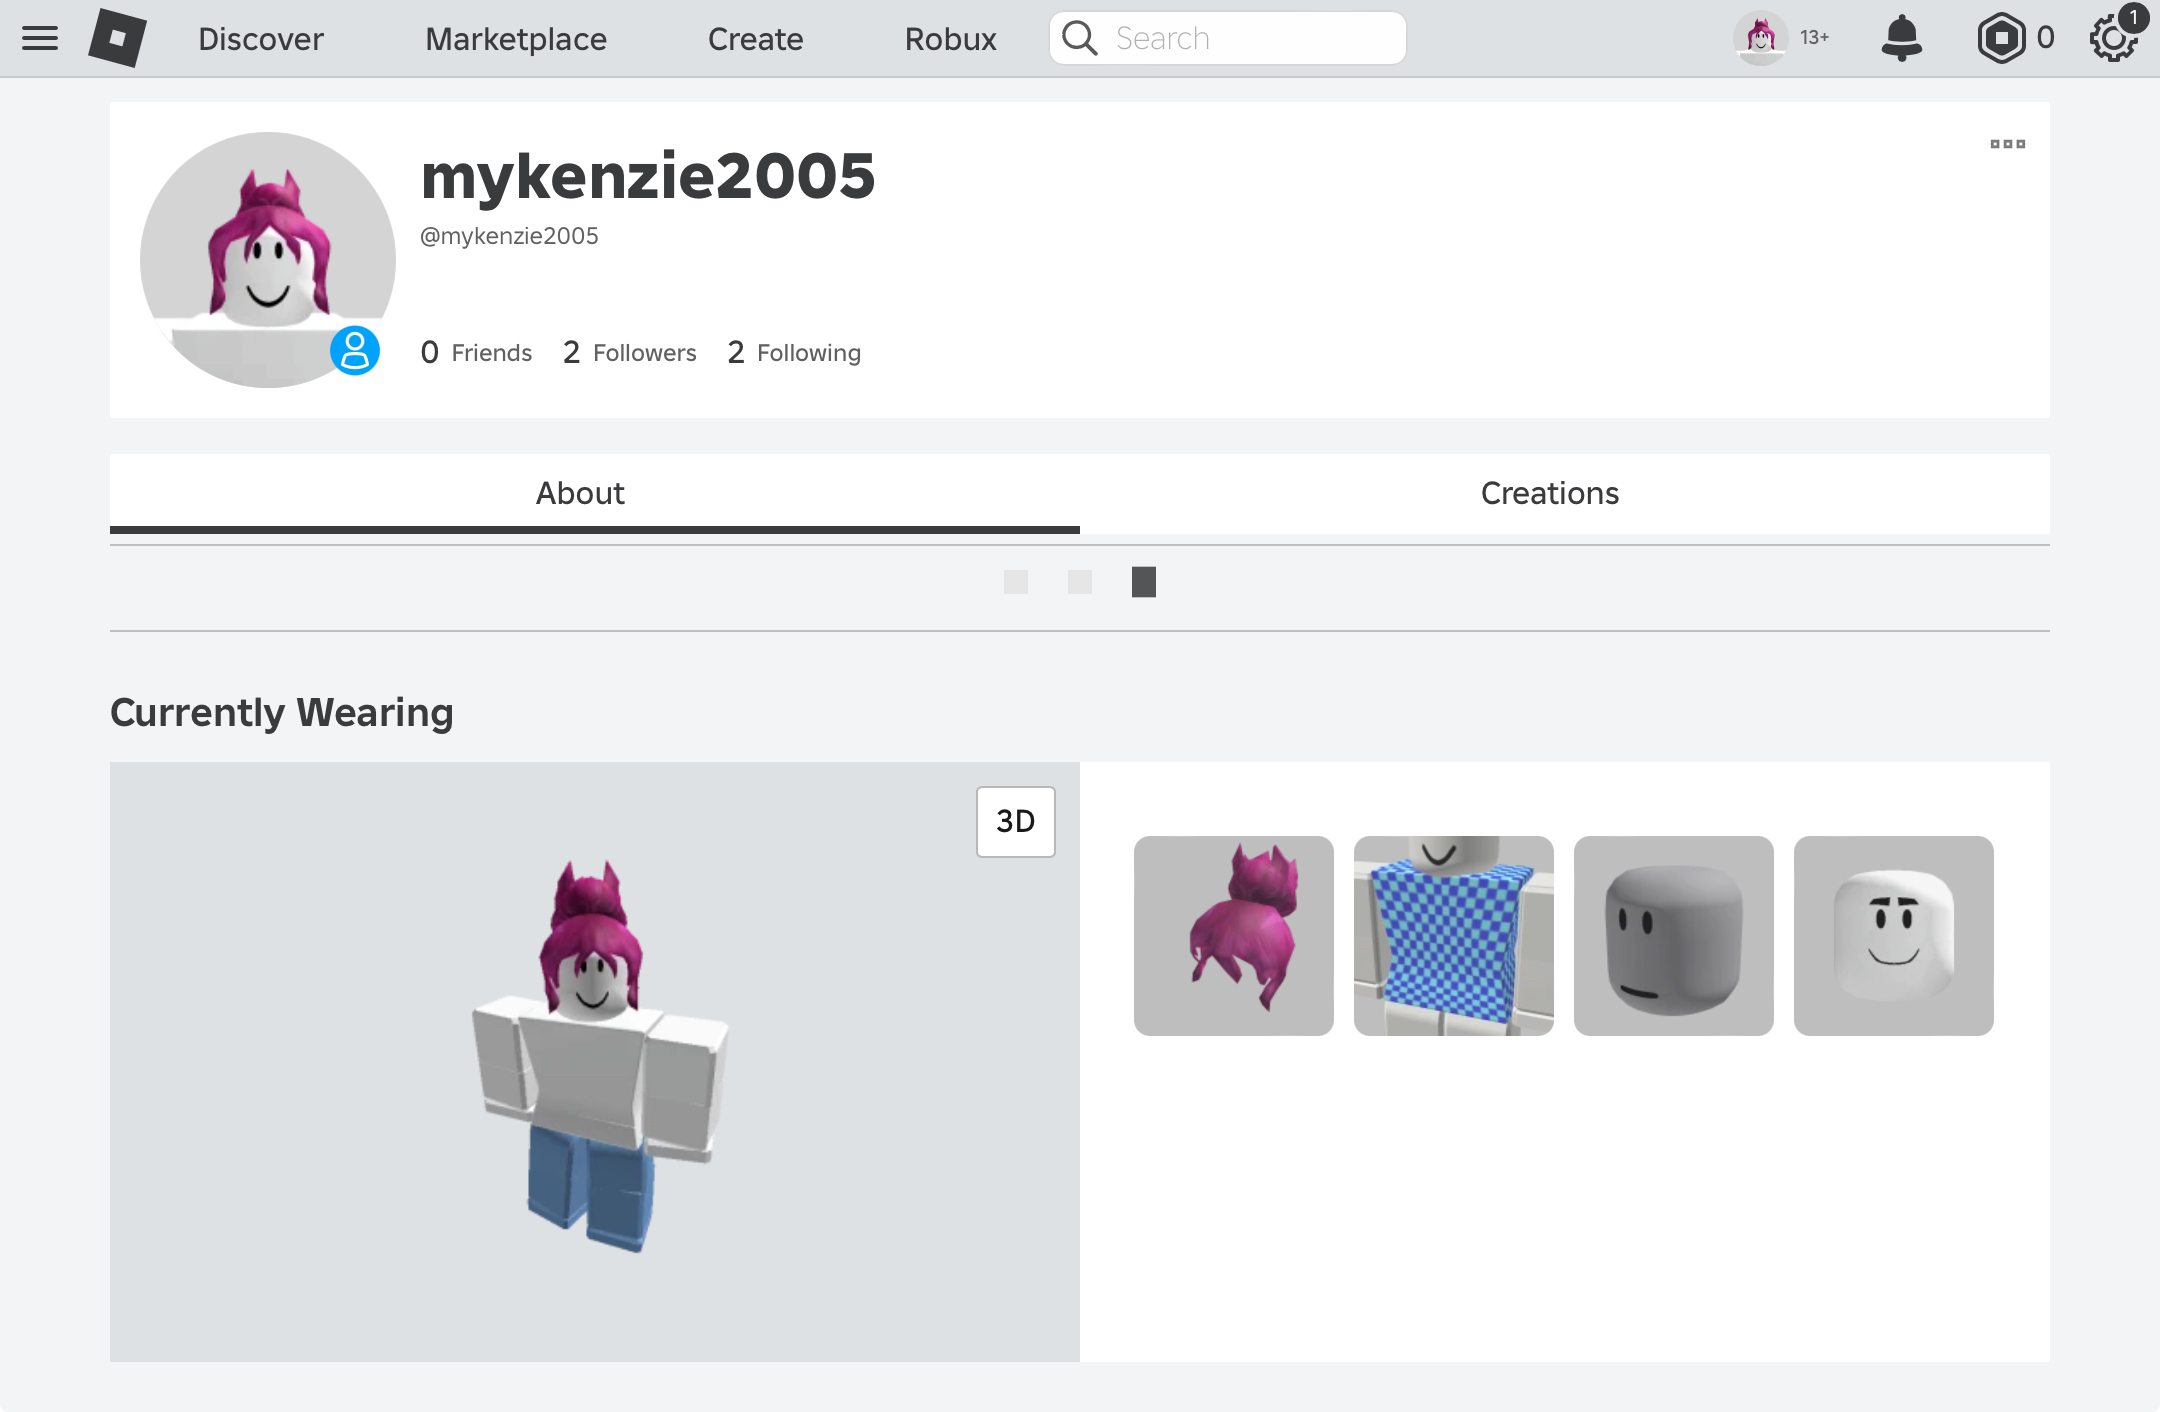 Discover Marketplace Create Robux Search 13+ 0 1
mykenzie2005
@mykenzie2005
0 Friends 2 Followers 2 Following
About Creations
Currently Wearing
3D